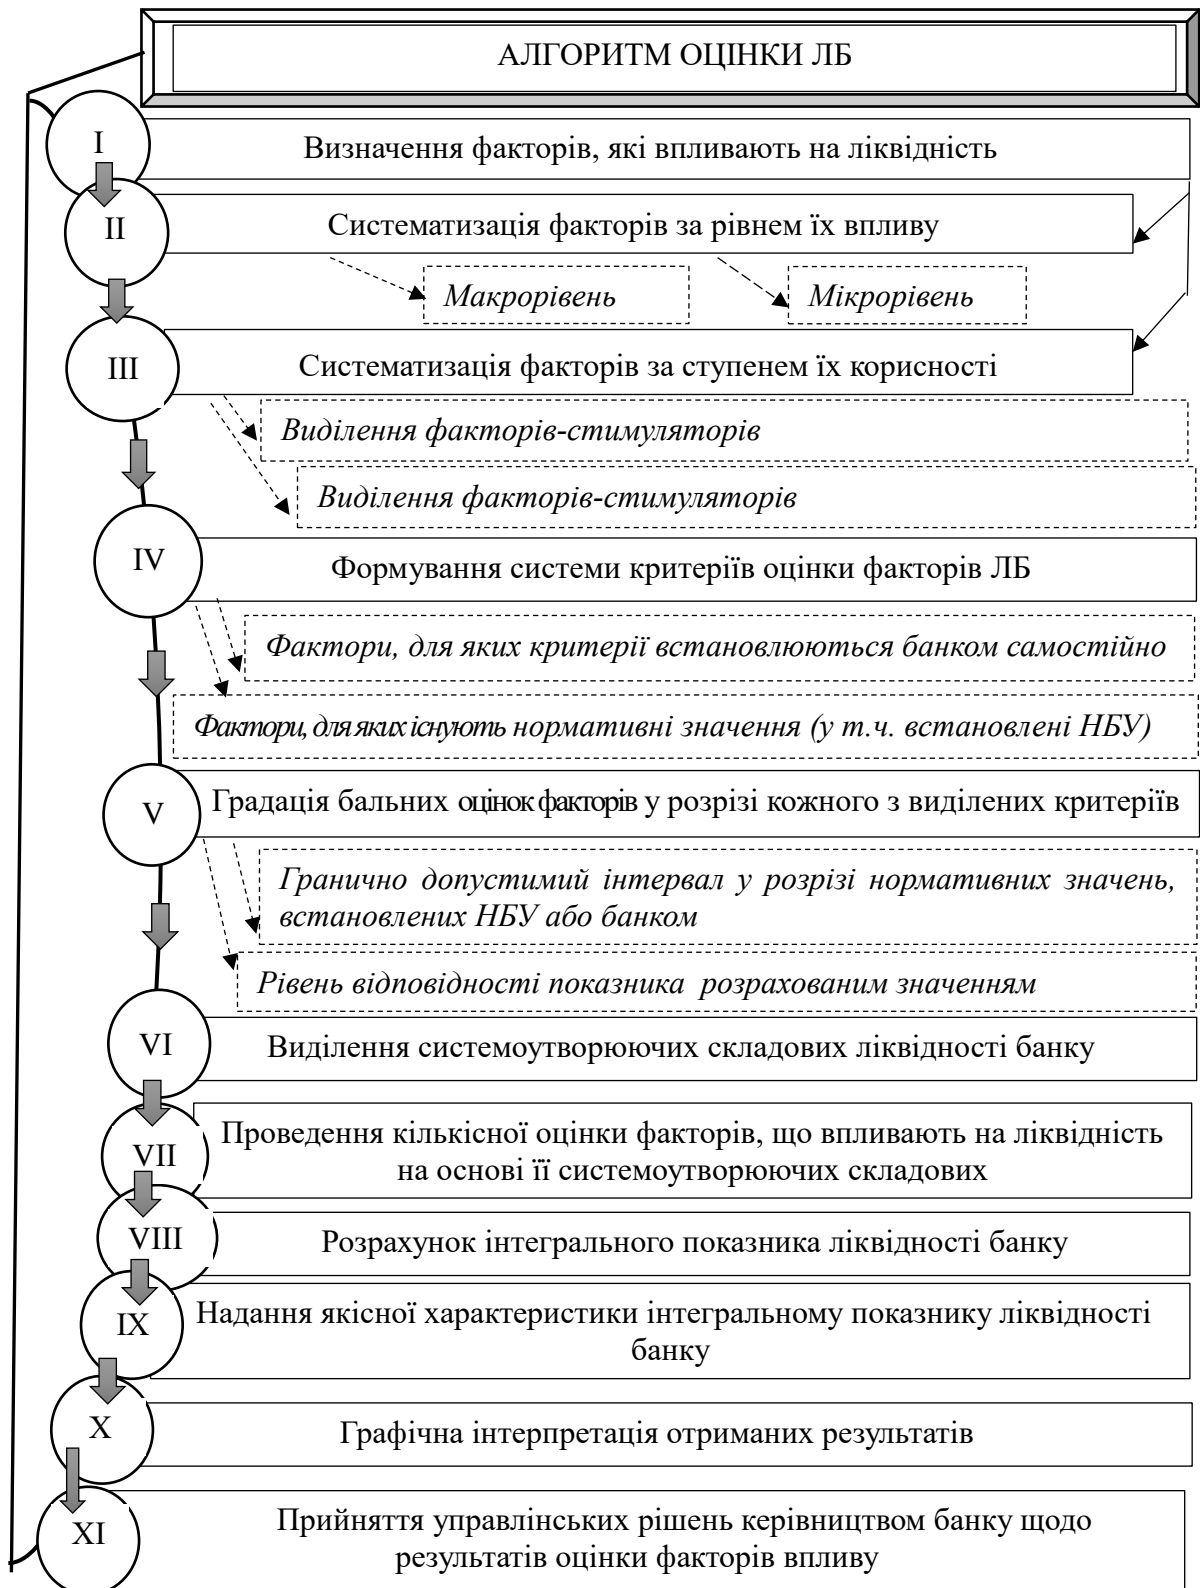 АЛГОРИТМ ОЦІНКИ ЛБ
I
Визначення факторів, які впливають на ліквідність
II
Систематизація факторів за рівнем їх впливу
Макрорівень
Мікрорівень
III
Систематизація факторів за ступенем їх корисності
Виділення факторів-стимуляторів
Виділення факторів-стимуляторів
IV
Формування системи критеріїв оцінки факторів ЛБ
Фактори, для яких критерії встановлюються банком самостійно
Фактори, для яких існують нормативні значення (у т.ч. встановлені НБУ)
V
Градація бальних оцінок факторів у розрізі кожного з виділених критеріїв
Гранично допустимий інтервал у розрізі нормативних значень,
встановлених НБУ або банком
Рівень відповідності показника розрахованим значенням
VI
Виділення системоутворюючих складових ліквідності банку
VII
Проведення кількісної оцінки факторів, що впливають на ліквідність
на основі її системоутворюючих складових
VIII
Розрахунок інтегрального показника ліквідності банку
IX
Надання якісної характеристики інтегральному показнику ліквідності
банку
X
Графічна інтерпретація отриманих результатів
XI
Прийняття управлінських рішень керівництвом банку щодо
результатів оцінки факторів впливу